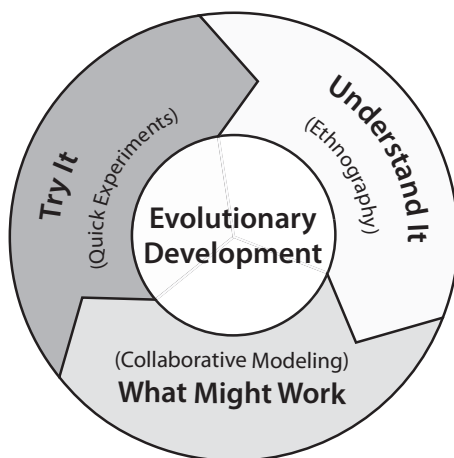 Try It
(Quick Experiments)
Understand It
(Ethnography)
Evolutionary
Development
(Collaborative Modeling)
What Might Work